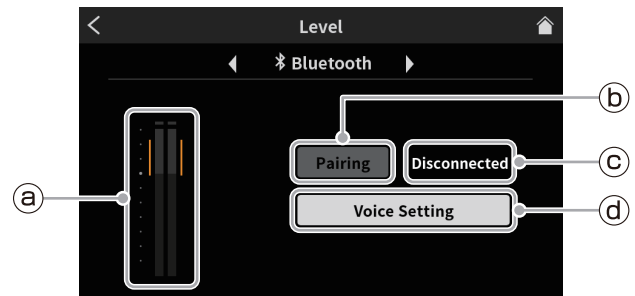 Level
Bluetooth
ⓑ
Pairing
Disconnected
ⓒ
ⓐ
Voice Setting
ⓓ